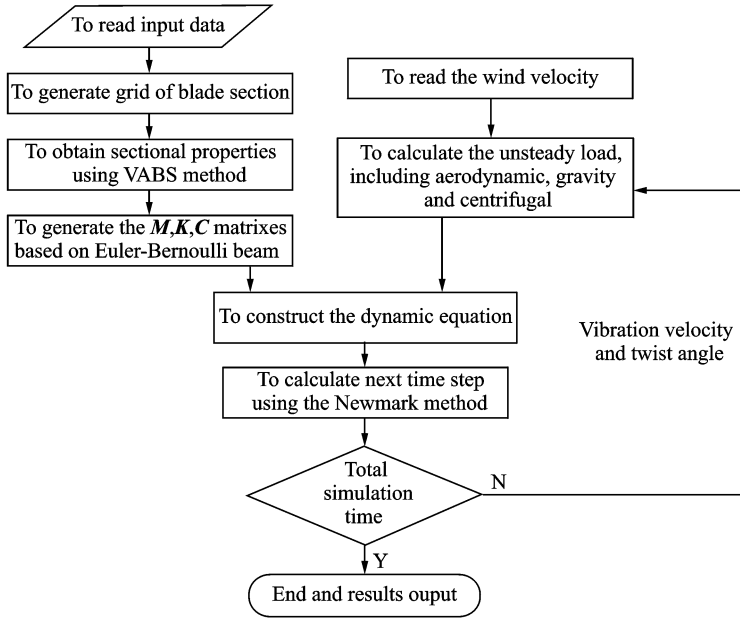 To read input data
To generate grid of blade section
To obtain sectional properties
using VABS method
To generate the M,K,C matrixes
based on Euler-Bernoulli beam
To read the wind velocity
To calculate the unsteady load,
including aerodynamic, gravity
and centrifugal
To construct the dynamic equation
Vibration velocity
and twist angle
To calculate next time step
using the Newmark method
Total
simulation
time
N
Y
End and results ouput